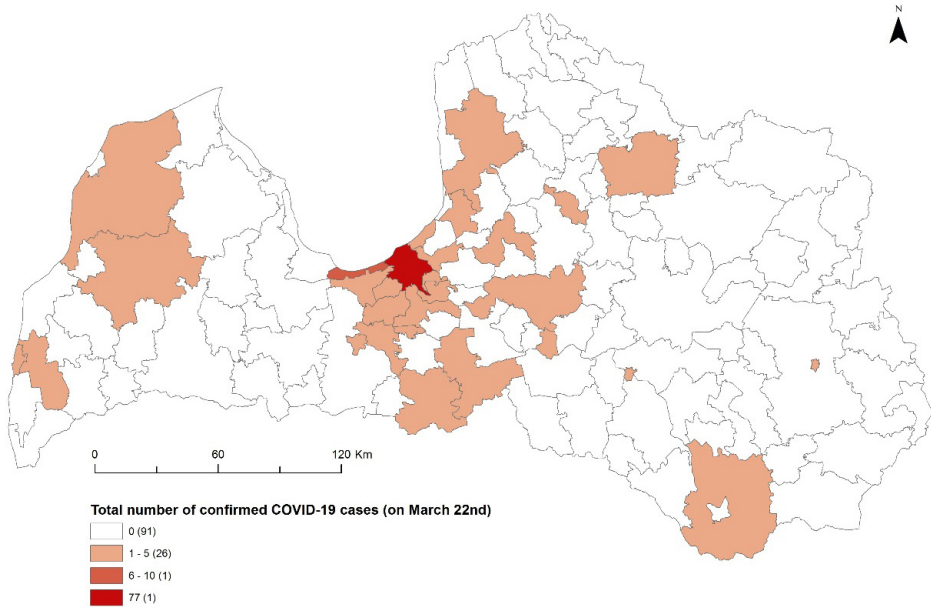 N
0 60 120 Km
Total number of confirmed COVID-19 cases (on March 22nd)
0 (91)
1 - 5 (26)
6 - 10 (1)
77 (1)